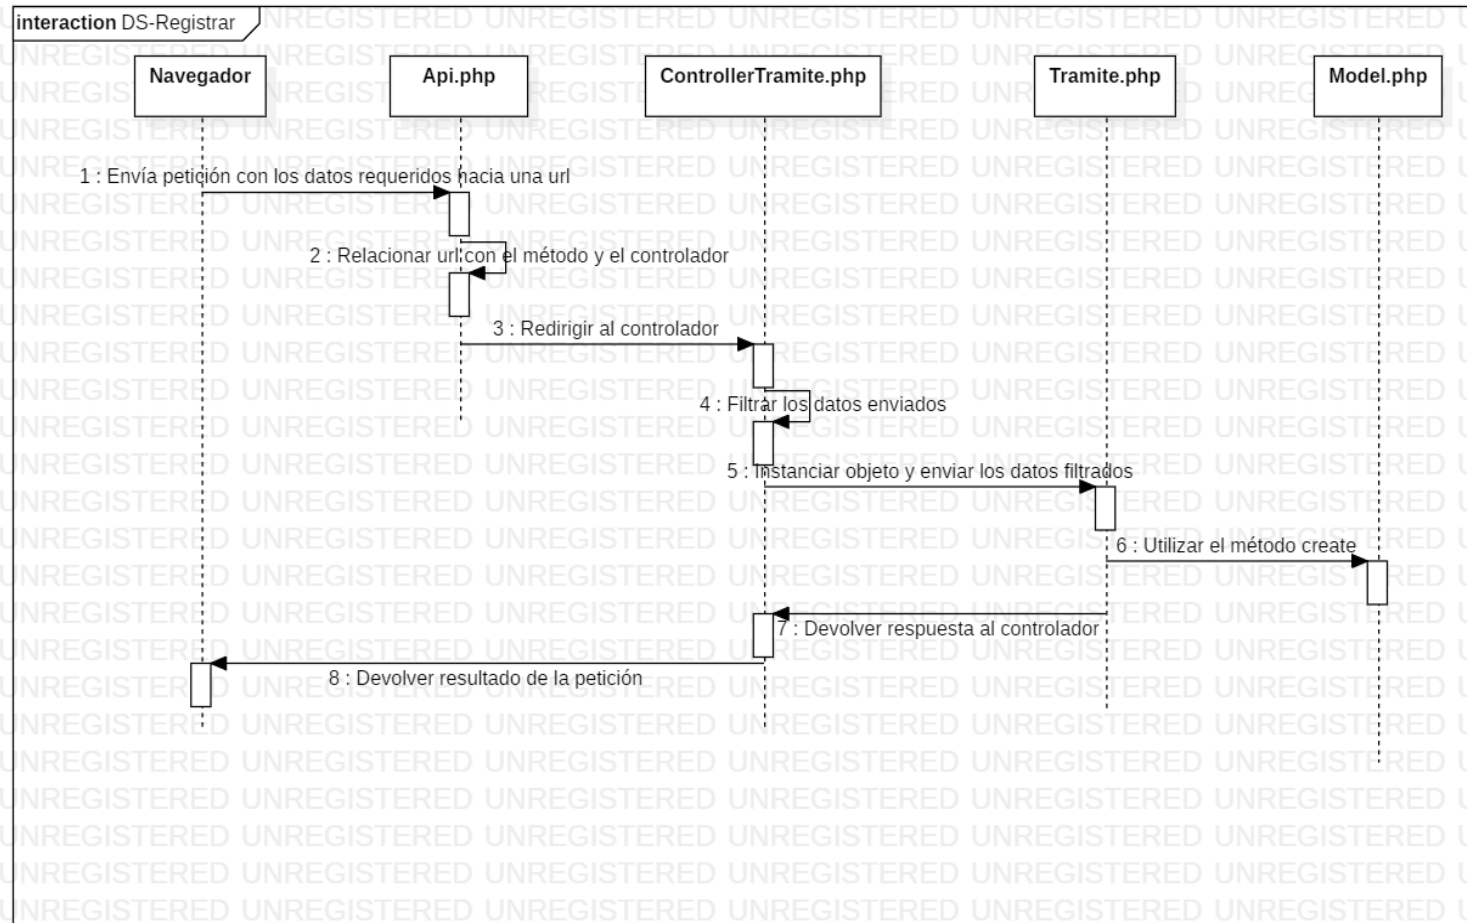 interaction DS-Registrar
Navegador
Api.php
ControllerTramite.php
Tramite.php
Model.php
1 : Envía petición con los datos requeridos hacia una url
2 : Relacionar url con el método y el controlador
3 : Redirigir al controlador
4 : Filtrar los datos enviados
5 : Instanciar objeto y enviar los datos filtrados
6 : Utilizar el método create
7 : Devolver respuesta al controlador
8 : Devolver resultado de la petición
UNREGISTERED